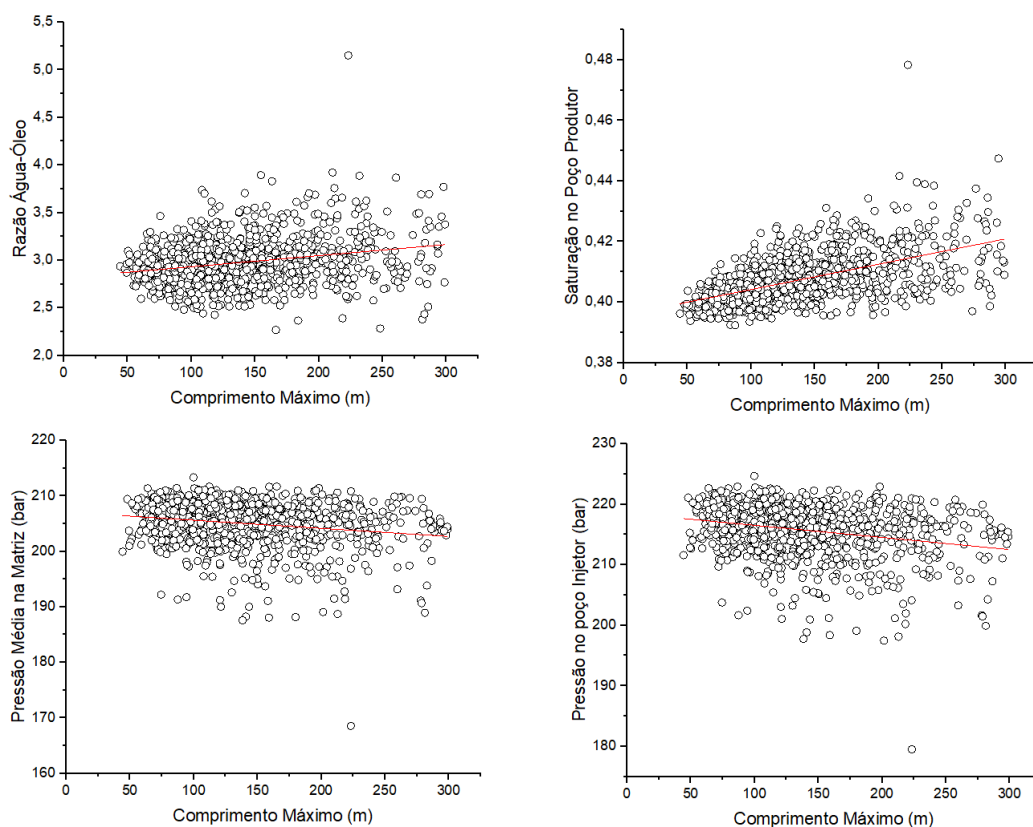 Razão Água-Óleo
5,5
5,0
4,5
4,0
3,5
3,0
2,5
2,0
0 50 100 150 200 250 300
Comprimento Máximo (m)
Saturação no Poço Produtor
0,48
0,46
0,44
0,42
0,40
0,38
0 50 100 150 200 250 300
Comprimento Máximo (m)
Pressão Média na Matriz (bar)
220
210
200
190
180
170
160
0 50 100 150 200 250 300
Comprimento Máximo (m)
Pressão no poço Injetor (bar)
230
220
210
200
190
180
0 50 100 150 200 250 300
Comprimento Máximo (m)